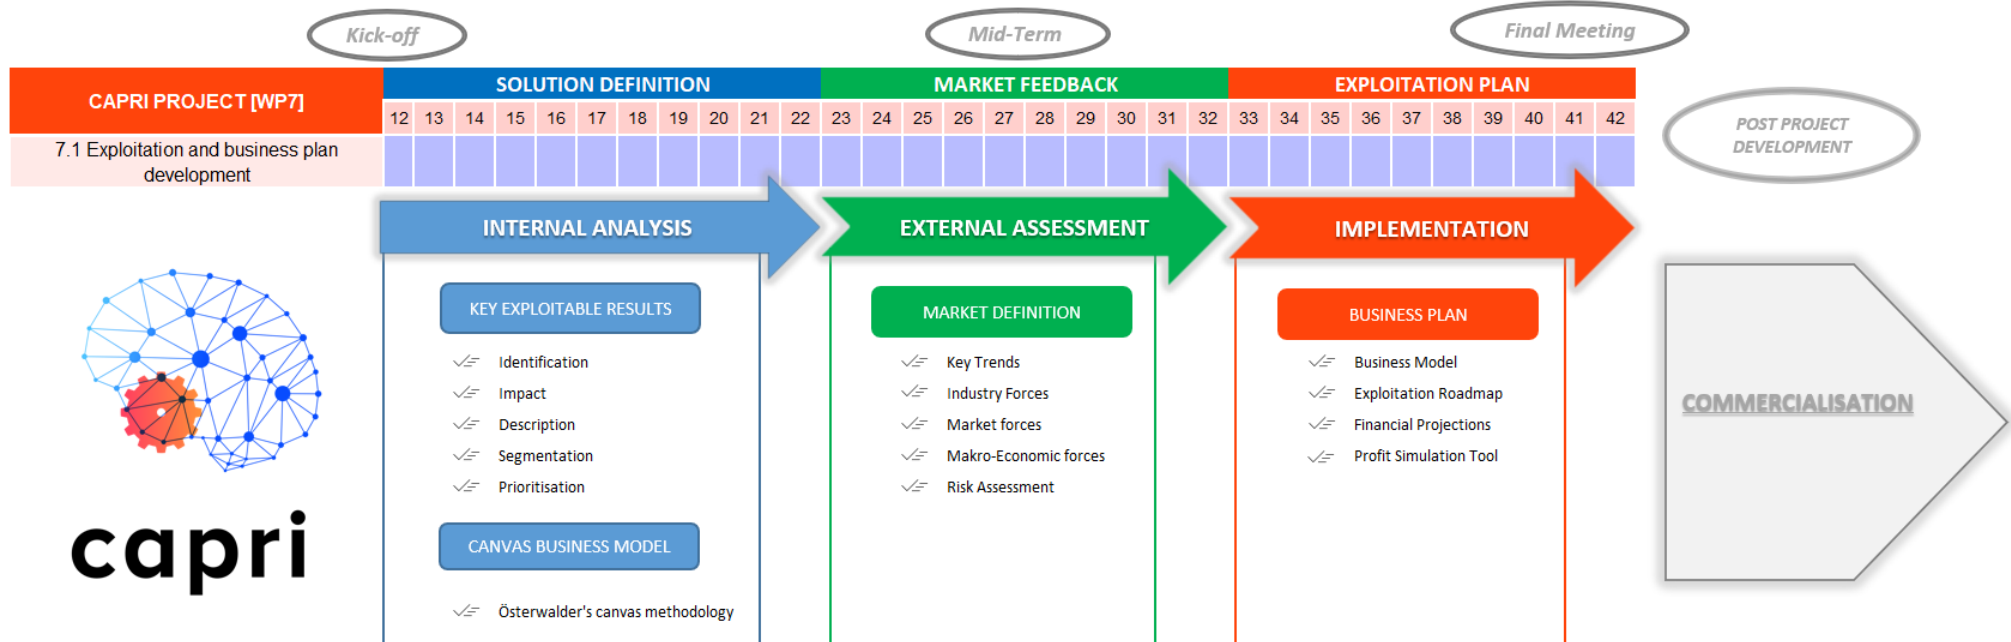 Kick-off
Mid-Term
Final Meeting
CAPRI PROJECT [WP7]
SOLUTION DEFINITION
MARKET FEEDBACK
EXPLOITATION PLAN
12 13 14 15 16 17 18 19 20 21 22 23 24 25 26 27 28 29 30 31 32 33 34 35 36 37 38 39 40 41 42
7.1 Exploitation and business plan
development
POST PROJECT
DEVELOPMENT
INTERNAL ANALYSIS
KEY EXPLOITABLE RESULTS
Identification
Impact
Description
Segmentation
Prioritisation
CANVAS BUSINESS MODEL
Österwalder's canvas methodology
EXTERNAL ASSESSMENT
MARKET DEFINITION
Key Trends
Industry Forces
Market forces
Makro-Economic forces
Risk Assessment
IMPLEMENTATION
BUSINESS PLAN
Business Model
Exploitation Roadmap
Financial Projections
Profit Simulation Tool
COMMERCIALISATION
capri